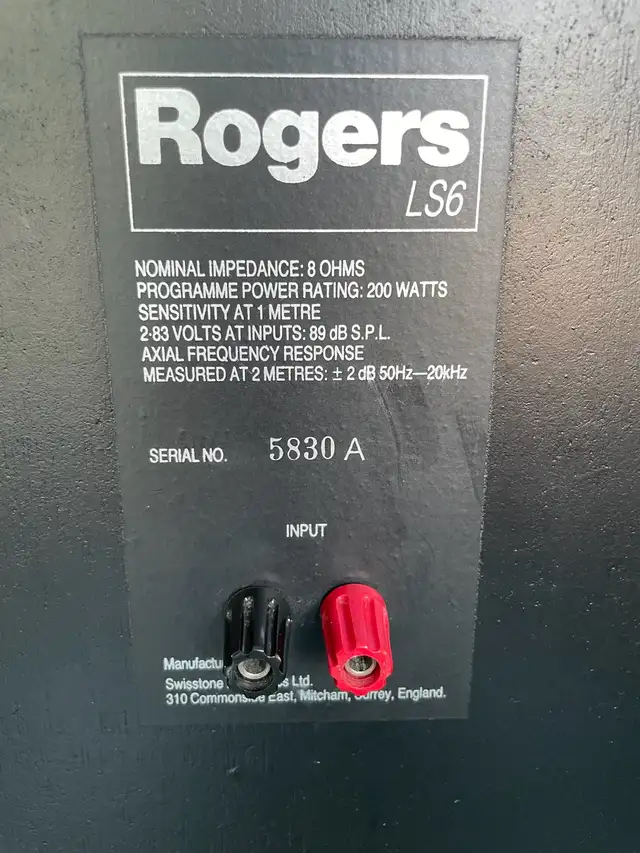 Rogers
LS6
NOMINAL IMPEDANCE: 8 OHMS
PROGRAMME POWER RATING: 200 WATTS
SENSITIVITY AT 1 METRE
2·83 VOLTS AT INPUTS: 89 dB S.P.L.
AXIAL FREQUENCY RESPONSE
MEASURED AT 2 METRES: ± 2 dB 50Hz—20kHz
SERIAL NO. 5830 A
INPUT
Swisstone Ltd.
310 Commonside East, Mitcham, Surrey, England.